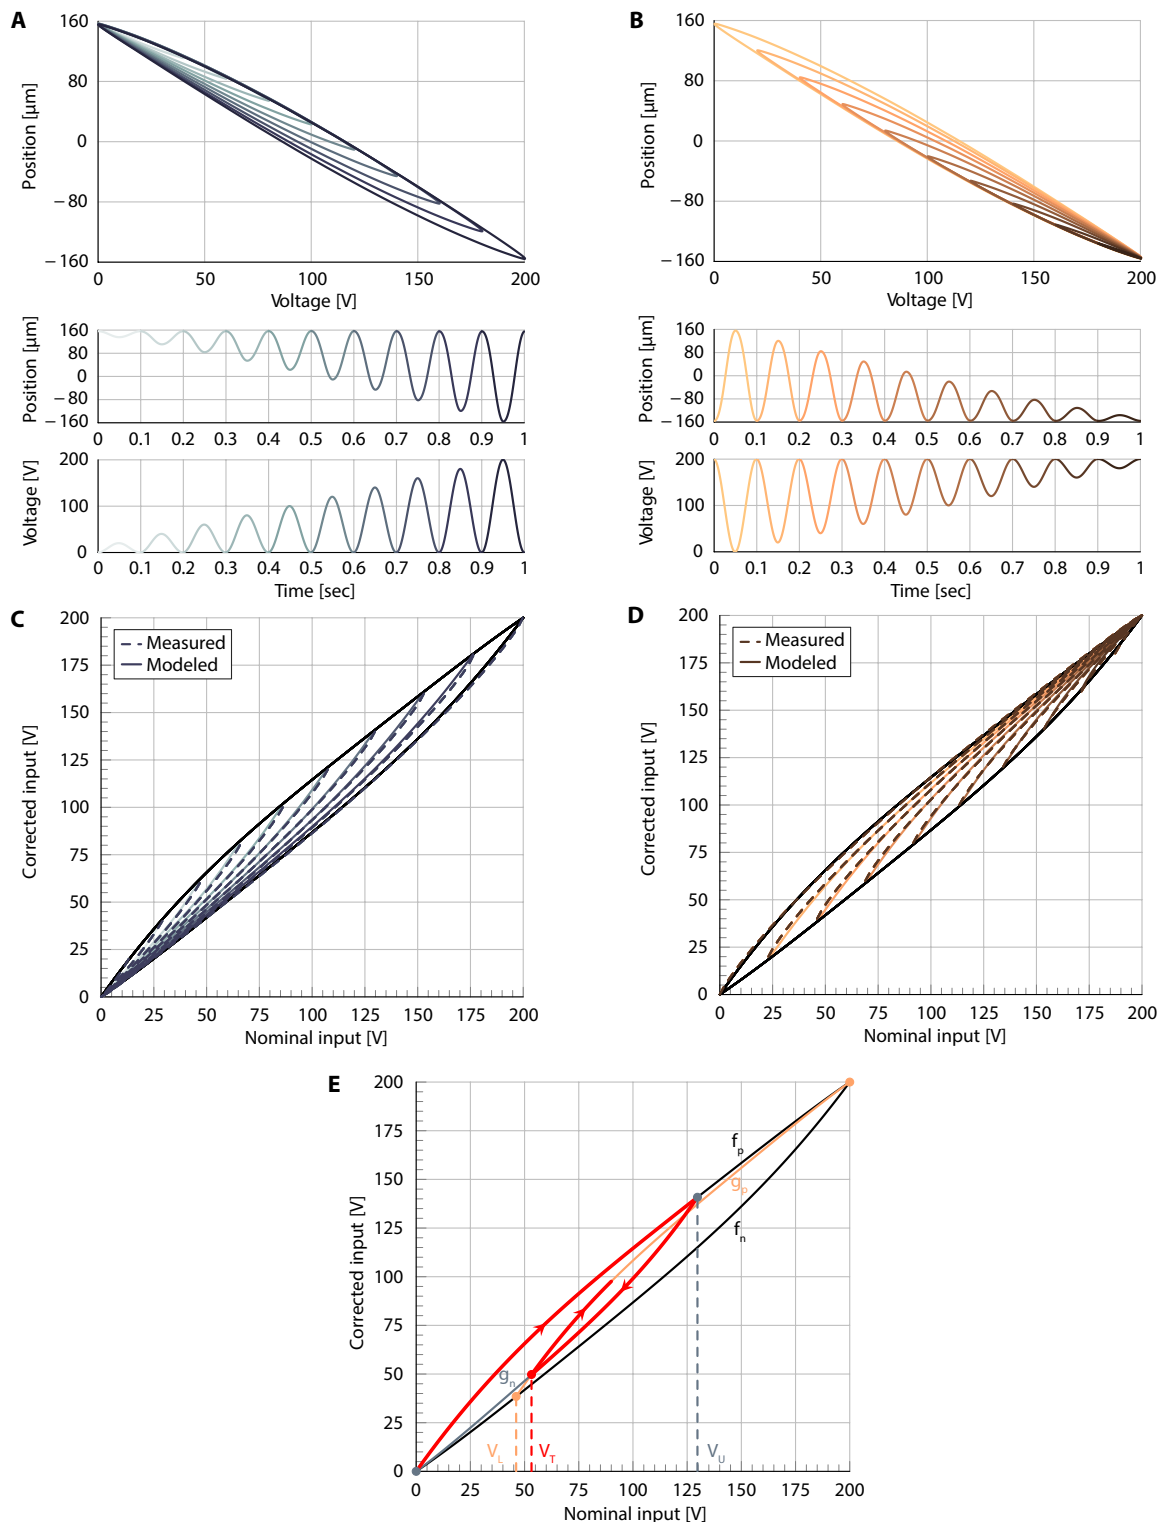 A
160
80
0
−80
−160
Position [µm]
0
50
100
150
200
Voltage [V]
B
160
80
0
−80
−160
Position [µm]
0
50
100
150
200
Voltage [V]
160
80
0
−80
−160
Position [µm]
0 0.1 0.2 0.3 0.4 0.5 0.6 0.7 0.8 0.9 1
160
80
0
−80
−160
Position [µm]
0 0.1 0.2 0.3 0.4 0.5 0.6 0.7 0.8 0.9 1
200
100
0
Voltage [V]
0 0.1 0.2 0.3 0.4 0.5 0.6 0.7 0.8 0.9 1
Time [sec]
200
100
0
Voltage [V]
0 0.1 0.2 0.3 0.4 0.5 0.6 0.7 0.8 0.9 1
Time [sec]
C
200
175
150
125
100
75
50
25
0
Corrected input [V]
Measured
Modeled
0 25 50 75 100 125 150 175 200
Nominal input [V]
D
200
175
150
125
100
75
50
25
0
Corrected input [V]
Measured
Modeled
0 25 50 75 100 125 150 175 200
Nominal input [V]
E
200
175
150
125
100
75
50
25
0
Corrected input [V]
f_p
g_p
f_n
g_n
V_L
V_T
V_U
0 25 50 75 100 125 150 175 200
Nominal input [V]